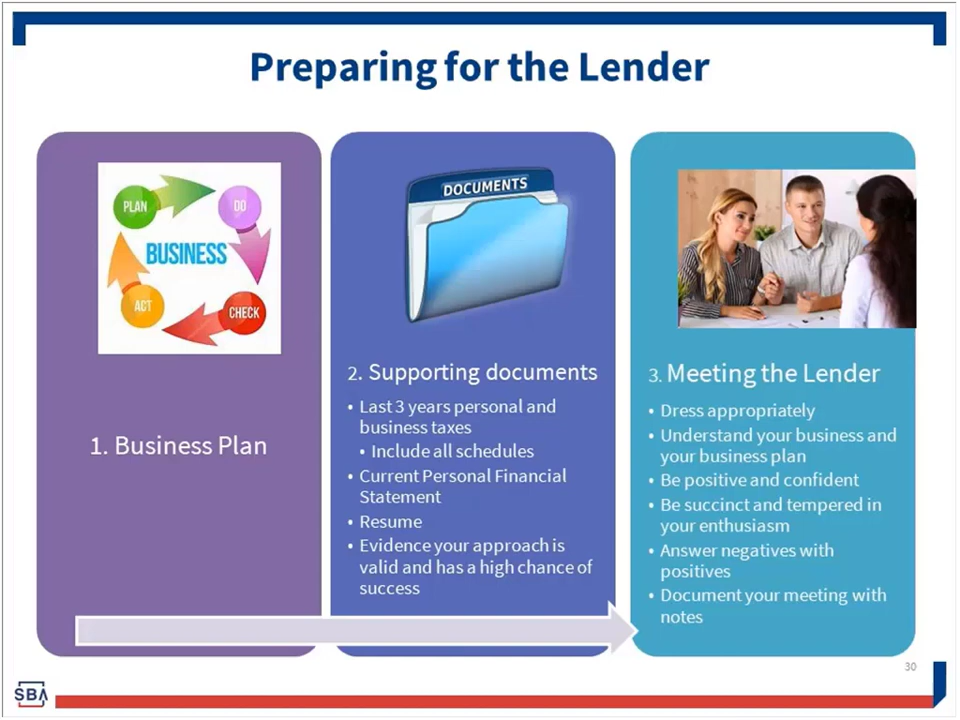 Preparing for the Lender
PLAN
DO
BUSINESS
ACT
CHECK
1. Business Plan
DOCUMENTS
2. Supporting documents
• Last 3 years personal and
business taxes
• Include all schedules
• Current Personal Financial
Statement
• Resume
• Evidence your approach is
valid and has a high chance of
success
3. Meeting the Lender
• Dress appropriately
• Understand your business and
your business plan
• Be positive and confident
• Be succinct and tempered in
your enthusiasm
• Answer negatives with
positives
• Document your meeting with
notes
30
SBA